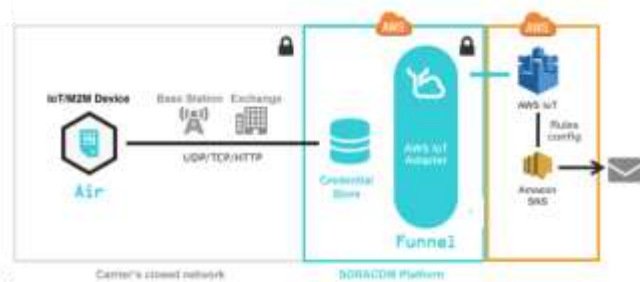 AWS
AWS
IoT/M2M Device
Base Station
Exchange
UDP/TCP/HTTP
Air
Credential
Store
AWS IoT
Adapter
Funnel
AWS IoT
Rules
config
Amazon
SNS
Carrier's closed network
SORACOM Platform